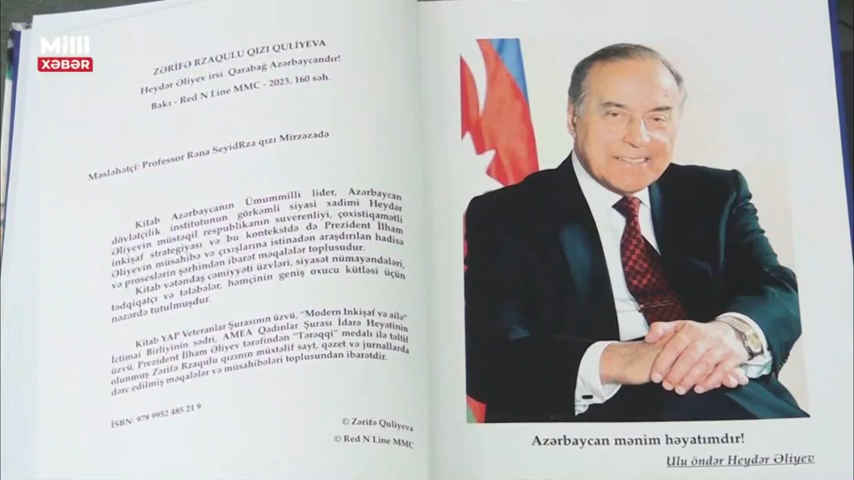 Milli
XƏBƏR
ZƏRİFƏ RZAQULU QIZI QULİYEVA
Heydər Əliyev irsi. Qarabağ Azərbaycandır!
Bakı - Red N Line MMC - 2023, 160 səh.
Məsləhətçi: Professor Rəna SeyidRza qızı Mirzəzadə
Kitab Azərbaycanın Ümummilli lider, Azərbaycan
dövlətçilik institutunun görkəmli siyasi xadimi Heydər
Əliyevin müstəqil respublikanın suverenliyi, çoxistiqamətli
inkişaf strategiyası və bu kontekstdə də Prezident İlham
Əliyevin müsahibə və çıxışlarına istinadən araşdırılan hadisə
və proseslərin şərhindən ibarət məqalələr toplusudur.
Kitab vətəndaş cəmiyyəti üzvləri, siyasət nümayəndələri,
tədqiqatçı və tələbələr, həmçinin geniş oxucu kütləsi üçün
nəzərdə tutulmuşdur.
Kitab YAP Veteranlar Şurasının üzvü, "Modern İnkişaf və ailə"
İctimai Birliyinin sədri, AMEA Qadınlar Şurası İdarə Heyətinin
üzvü, Prezident İlham Əliyev tərəfindən "Tərəqqi" medalı ilə təltif
olunmuş Zərifə Rzaqulu qızının müxtəlif sayt, qəzet və jurnallarda
dərc edilmiş məqalələ və müsahibələri toplusundan ibarətdir.
ISBN: 978 9952 485 21 9
© Zərifə Quliyeva
© Red N Line MMC
Azərbaycan mənim həyatımdır!
Ulu öndər Heydər Əliyev